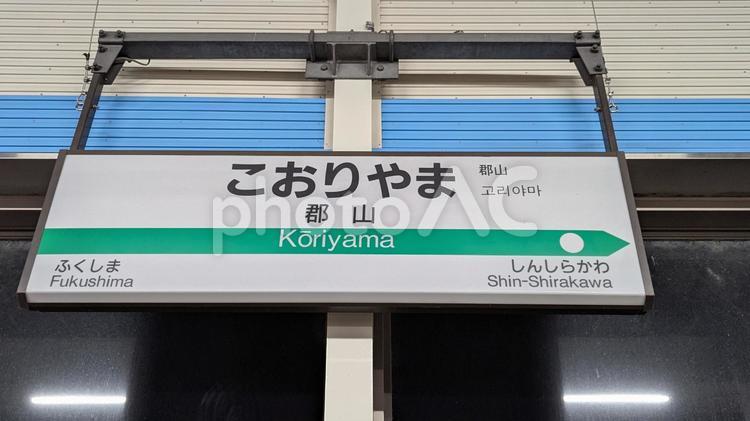 こおりやま
郡山
고리야마
郡 山
Kōriyama
ふくしま
Fukushima
しんしらかわ
Shin-Shirakawa
photoAC